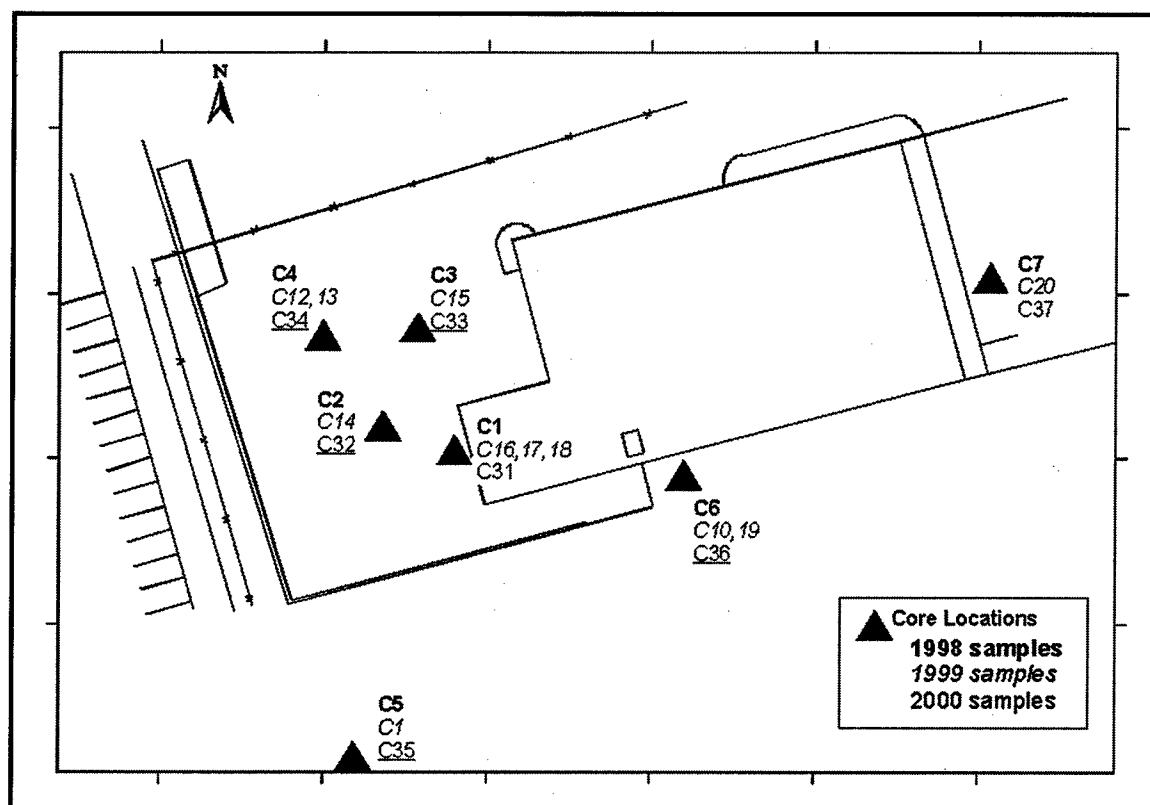 N
C4
C12,13
C34
C3
C15
C33
C7
C20
C37
C2
C14
C32
C1
C16,17,18
C31
C6
C10,19
C36
C5
C1
C35
Core Locations
1998 samples
1999 samples
2000 samples